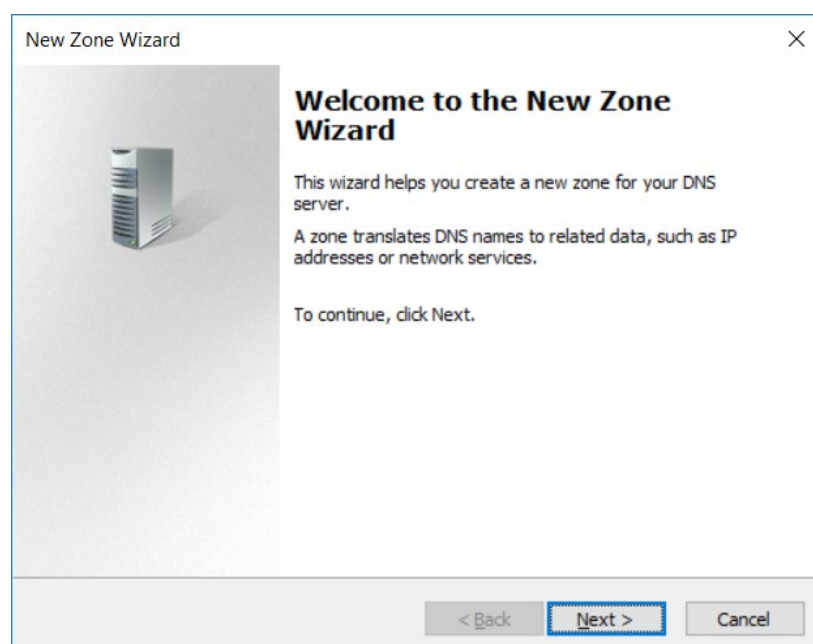 New Zone Wizard
Welcome to the New Zone
Wizard
This wizard helps you create a new zone for your DNS
server.
A zone translates DNS names to related data, such as IP
addresses or network services.
To continue, click Next.
< Back
Next >
Cancel